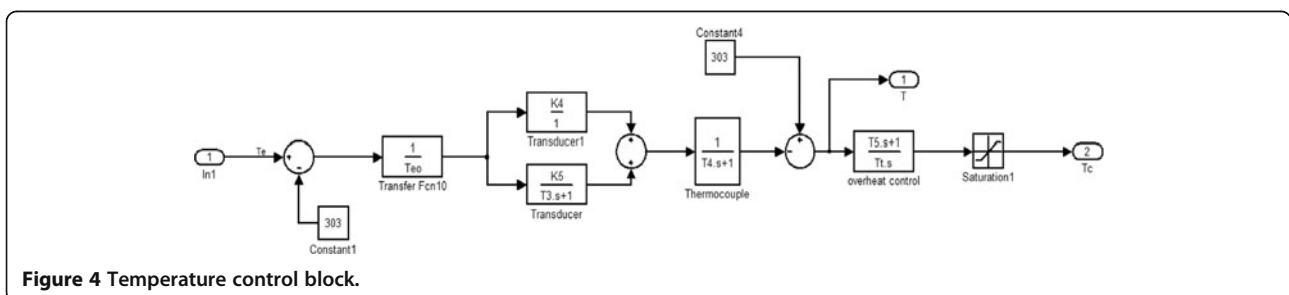 Constant4
303
1
T
K4
1
Transducer1
1
In1
Te
+
-
1
Teo
Transfer Fcn10
K5
T3.s+1
Transducer
+
+
1
T4.s+1
Thermocouple
+
-
T5.s+1
Tt.s
overheat control
Saturation1
2
Tc
303
Constant1
Figure 4 Temperature control block.